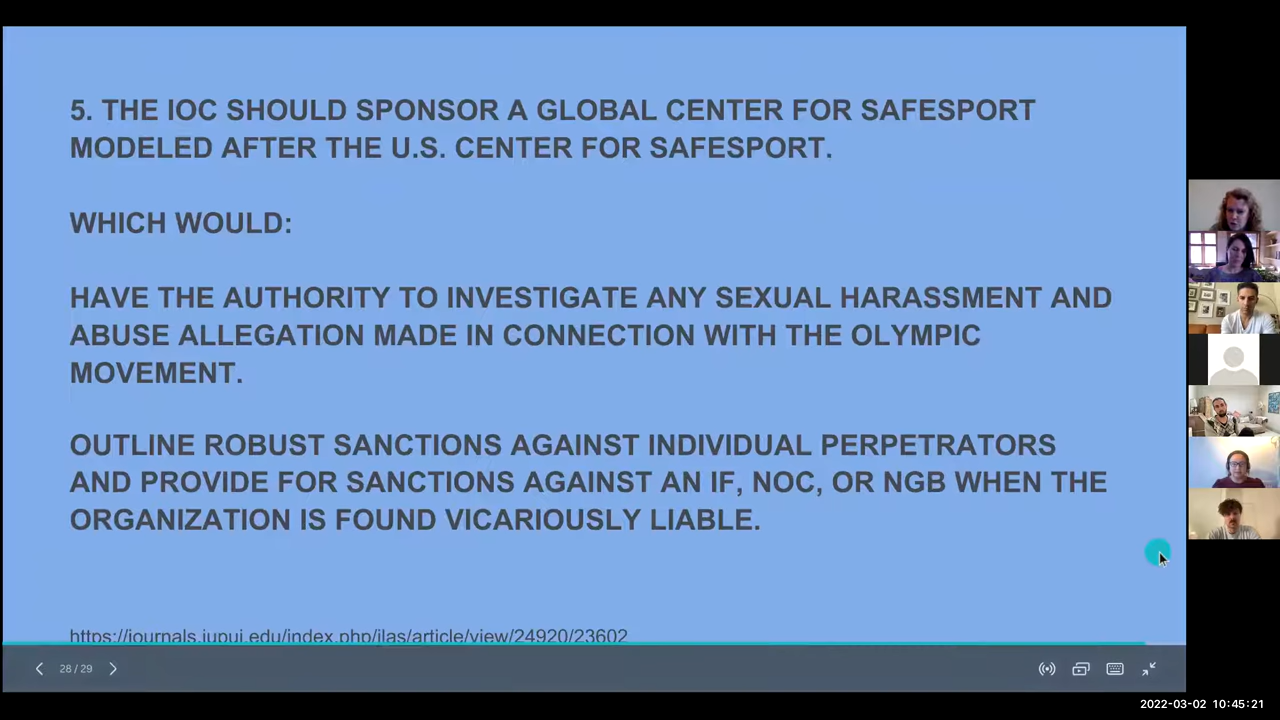 5. THE IOC SHOULD SPONSOR A GLOBAL CENTER FOR SAFESPORT
MODELED AFTER THE U.S. CENTER FOR SAFESPORT.
WHICH WOULD:
HAVE THE AUTHORITY TO INVESTIGATE ANY SEXUAL HARASSMENT AND
ABUSE ALLEGATION MADE IN CONNECTION WITH THE OLYMPIC
MOVEMENT.
OUTLINE ROBUST SANCTIONS AGAINST INDIVIDUAL PERPETRATORS
AND PROVIDE FOR SANCTIONS AGAINST AN IF, NOC, OR NGB WHEN THE
ORGANIZATION IS FOUND VICARIOUSLY LIABLE.
https://journals.iupui.edu/index.php/jlas/article/view/24920/23602
28 / 29
2022-03-02 10:45:21